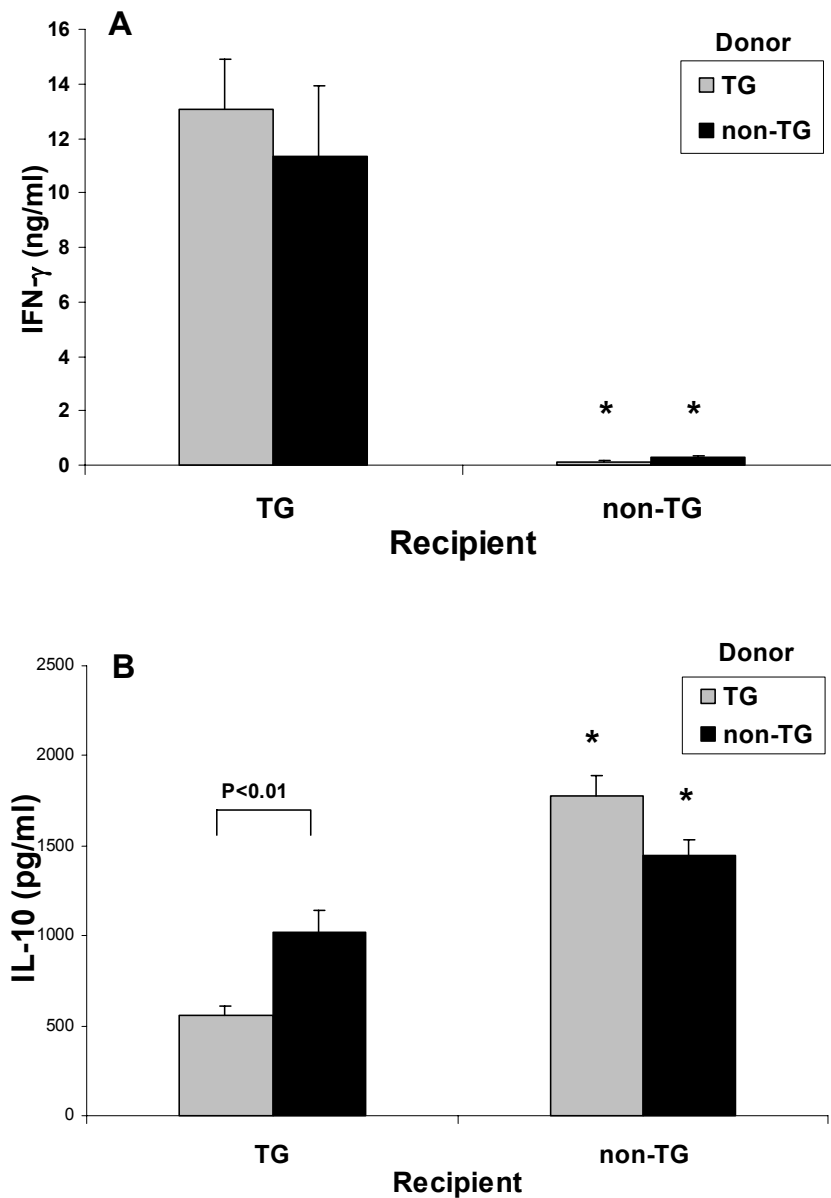 A
Donor
TG
non-TG
16
14
12
10
8
6
4
2
0
IFN-γ (ng/ml)
* *
TG non-TG
Recipient
B
Donor
TG
non-TG
2500
2000
1500
1000
500
0
IL-10 (pg/ml)
P<0.01
*
*
TG non-TG
Recipient